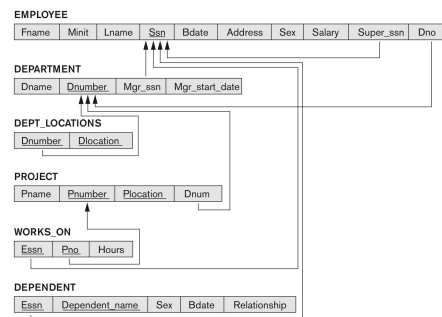 EMPLOYEE
Fname Minit Lname Ssn Bdate Address Sex Salary Super_ssn Dno
DEPARTMENT
Dname Dnumber Mgr_ssn Mgr_start_date
DEPT_LOCATIONS
Dnumber Dlocation
PROJECT
Pname Pnumber Plocation Dnum
WORKS_ON
Essn Pno Hours
DEPENDENT
Essn Dependent_name Sex Bdate Relationship